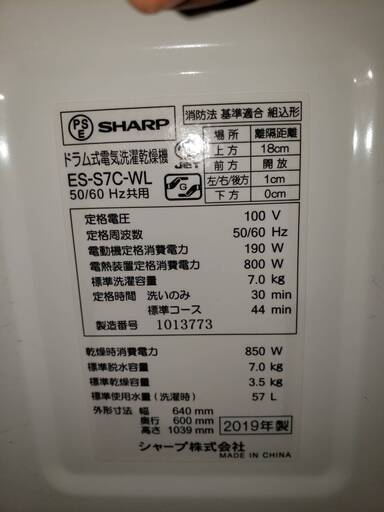 PSE SHARP
ドラム式電気洗濯乾燥機
ES-S7C-WL
50/60 Hz共用
JET
G
消防法 基準適合 組込形
場所 離隔距離
上方 18cm
前方 開放
左/右/後方 1cm
下方 0cm
定格電圧 100 V
定格周波数 50/60 Hz
電動機定格消費電力 190 W
電熱装置定格消費電力 800 W
標準洗濯容量 7.0 kg
定格時間 洗いのみ 30 min
標準コース 44 min
製造番号 1013773
乾燥時消費電力 850 W
標準脱水容量 7.0 kg
標準乾燥容量 3.5 kg
標準使用水量(洗濯時) 57 L
外形寸法 幅 640 mm
奥行 600 mm
高さ 1039 mm
2019年製
シャープ株式会社
MADE IN CHINA